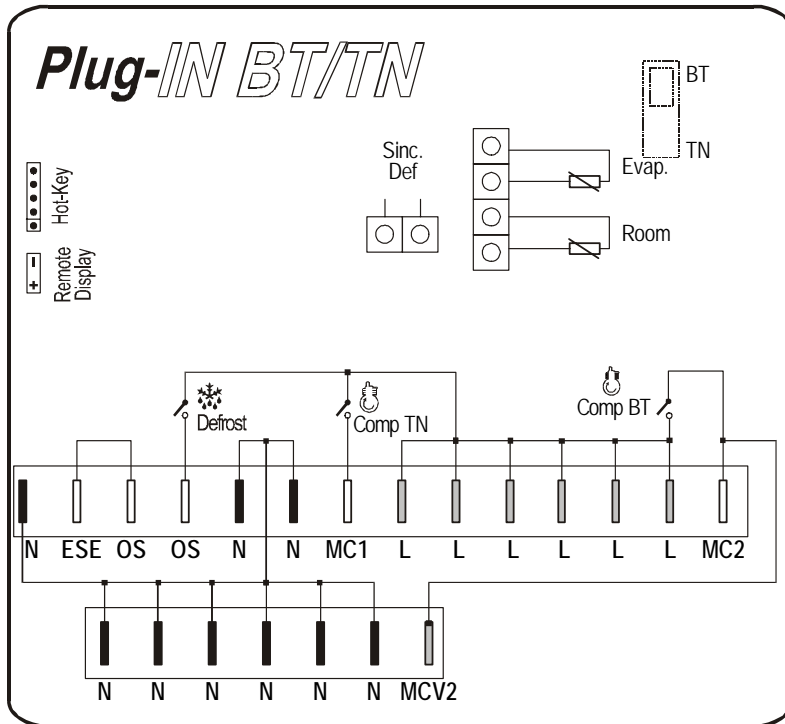 Plug-IN BT/TN
BT
TN
Sinc.
Def
Evap.
Room
Hot-Key
Remote
Display
- +
Defrost
Comp TN
Comp BT
N ESE OS OS N N MC1 L L L L L L MC2
N N N N N N MCV2